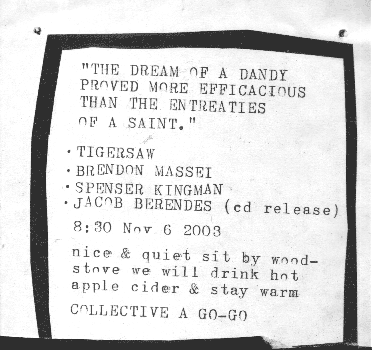 "THE DREAM OF A DANDY
PROVED MORE EFFICACIOUS
THAN THE ENTREATIES
OF A SAINT."
• TIGERSAW
• BRENDON MASSEI
• SPENSER KINGMAN
• JACOB BERENDES (cd release)
8:30 Nov 6 2003
nice & quiet sit by wood-
stove we will drink hot
apple cider & stay warm
COLLECTIVE A GO-GO